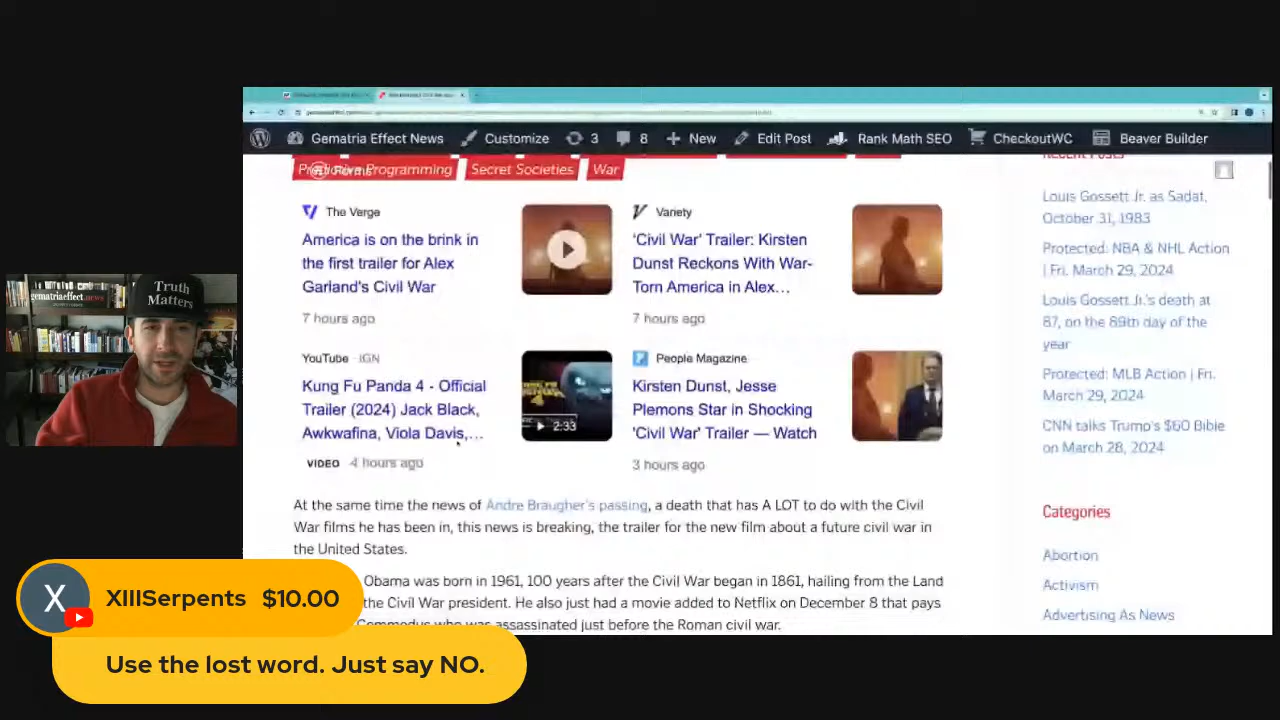 Gematria Effect News
Customize
3
8
New
Edit Post
Rank Math SEO
CheckoutWC
Beaver Builder
Predictive Programming
Secret Societies
War
The Verge
America is on the brink in
the first trailer for Alex
Garland's Civil War
7 hours ago
Variety
'Civil War' Trailer: Kirsten
Dunst Reckons With War-
Torn America in Alex...
7 hours ago
YouTube · IGN
Kung Fu Panda 4 - Official
Trailer (2024) Jack Black,
Awkwafina, Viola Davis,...
2:33
VIDEO 4 hours ago
People Magazine
Kirsten Dunst, Jesse
Plemons Star in Shocking
'Civil War' Trailer — Watch
3 hours ago
At the same time the news of Andre Braugher's passing, a death that has A LOT to do with the Civil
War films he has been in, this news is breaking, the trailer for the new film about a future civil war in
the United States.
Obama was born in 1961, 100 years after the Civil War began in 1861, hailing from the Land
the Civil War president. He also just had a movie added to Netflix on December 8 that pays
Commodus who was assassinated just before the Roman civil war.
RECENT POSTS
Louis Gossett Jr. as Sadat,
October 31, 1983
Protected: NBA & NHL Action
| Fri. March 29, 2024
Louis Gossett Jr.'s death at
87, on the 89th day of the
year
Protected: MLB Action | Fri.
March 29, 2024
CNN talks Trump's $60 Bible
on March 28, 2024
Categories
Abortion
Activism
Advertising As News
gematriaeffect.news
Truth
Matters
X
XIIISerpents $10.00
Use the lost word. Just say NO.